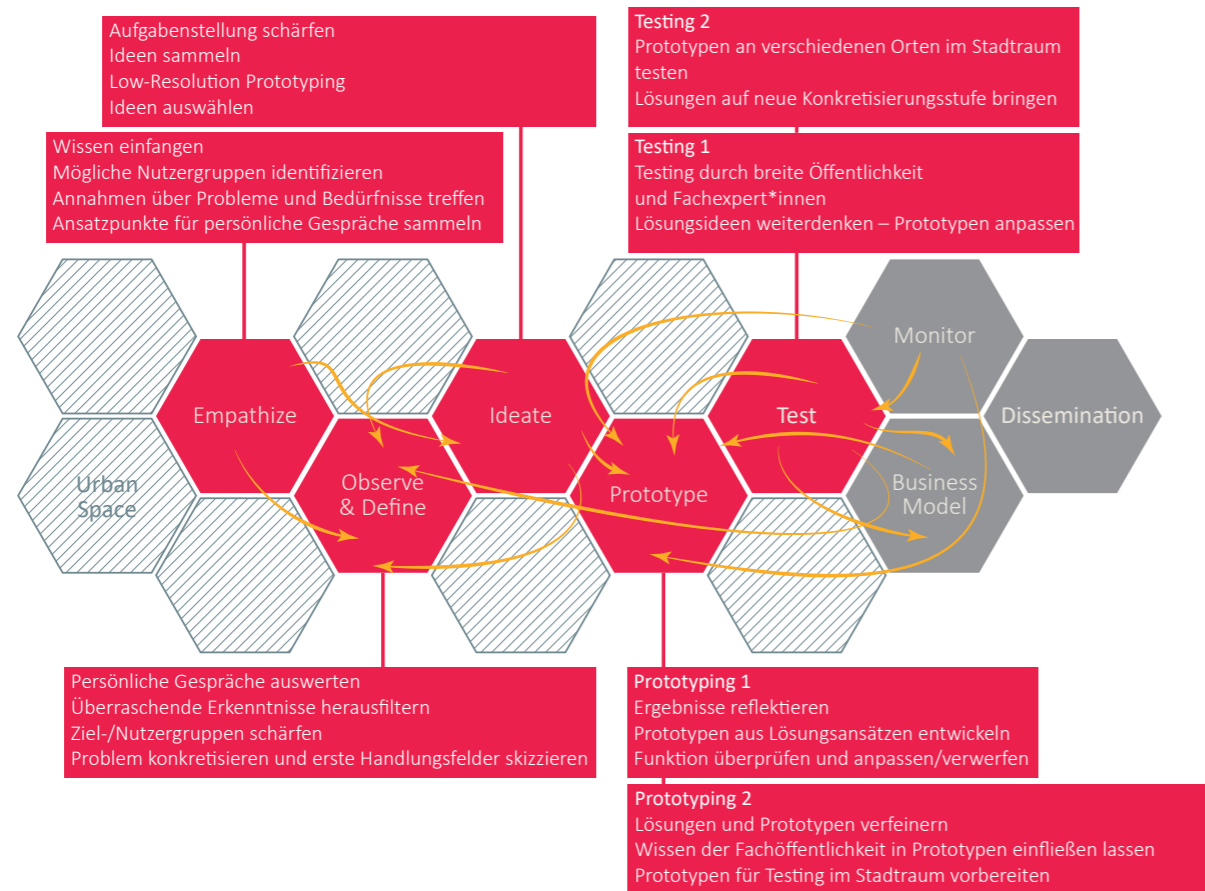 Aufgabenstellung schärfen
Ideen sammeln
Low-Resolution Prototyping
Ideen auswählen
Testing 2
Prototypen an verschiedenen Orten im Stadtraum
testen
Lösungen auf neue Konkretisierungsstufe bringen
Wissen einfangen
Mögliche Nutzergruppen identifizieren
Annahmen über Probleme und Bedürfnisse treffen
Ansatzpunkte für persönliche Gespräche sammeln
Testing 1
Testing durch breite Öffentlichkeit
und Fachexpert*innen
Lösungsideen weiterdenken – Prototypen anpassen
Urban
Space
Empathize
Observe
& Define
Ideate
Prototype
Test
Monitor
Business
Model
Dissemination
Persönliche Gespräche auswerten
Überraschende Erkenntnisse herausfiltern
Ziel-/Nutzergruppen schärfen
Problem konkretisieren und erste Handlungsfelder skizzieren
Prototyping 1
Ergebnisse reflektieren
Prototypen aus Lösungsansätzen entwickeln
Funktion überprüfen und anpassen/verwerfen
Prototyping 2
Lösungen und Prototypen verfeinern
Wissen der Fachöffentlichkeit in Prototypen einfließen lassen
Prototypen für Testing im Stadtraum vorbereiten